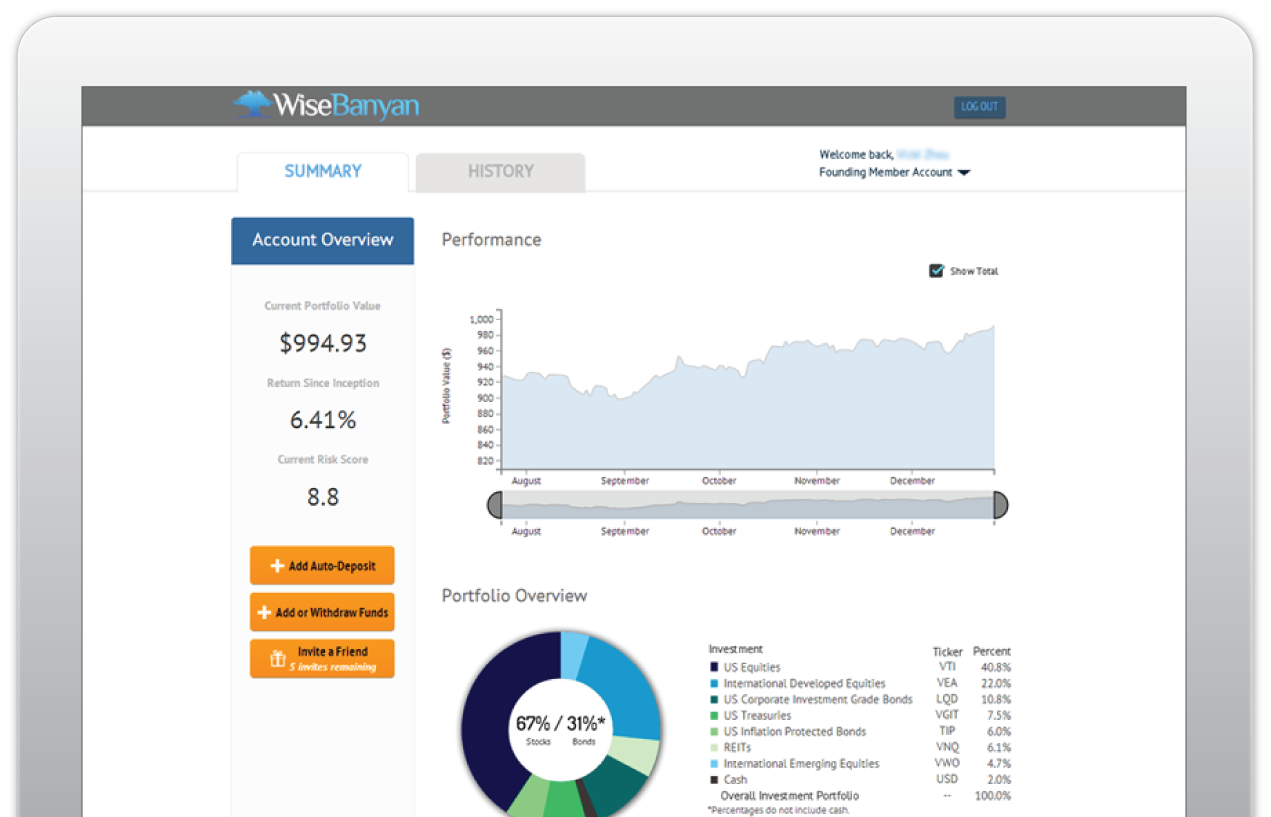 WiseBanyan
LOG OUT
SUMMARY
HISTORY
Welcome back,
Founding Member Account
Account Overview
Current Portfolio Value
$994.93
Return Since Inception
6.41%
Current Risk Score
8.8
Add Auto-Deposit
Add or Withdraw Funds
Invite a Friend
5 invites remaining
Performance
Show Total
Portfolio Value ($)
1,000
980
960
940
920
900
880
860
840
820
August September October November December
August September October November December
Portfolio Overview
67% / 31%*
Stocks Bonds
Investment Ticker Percent
US Equities VTI 40.8%
International Developed Equities VEA 22.0%
US Corporate Investment Grade Bonds LQD 10.8%
US Treasuries VGIT 7.5%
US Inflation Protected Bonds TIP 6.0%
REITs VNQ 6.1%
International Emerging Equities VWO 4.7%
Cash USD 2.0%
Overall Investment Portfolio -- 100.0%
*Percentages do not include cash.